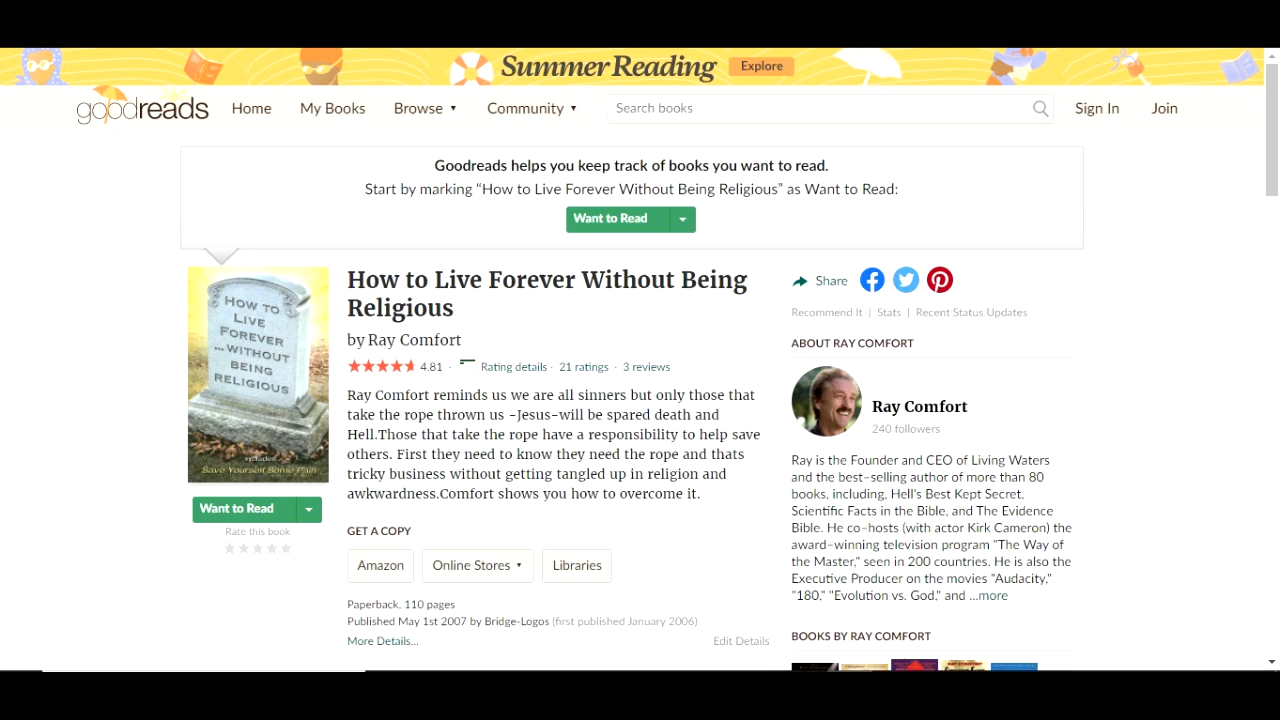 Summer Reading Explore
goodreads Home My Books Browse ▼ Community ▼ Search books Sign In Join
Goodreads helps you keep track of books you want to read.
Start by marking “How to Live Forever Without Being Religious” as Want to Read:
Want to Read
HOW TO
LIVE
FOREVER
...WITHOUT
BEING
RELIGIOUS
includes
Save Yourself Some Pain
Want to Read
Rate this book
How to Live Forever Without Being
Religious
by Ray Comfort
4.81 · Rating details · 21 ratings · 3 reviews
Ray Comfort reminds us we are all sinners but only those that
take the rope thrown us -Jesus-will be spared death and
Hell.Those that take the rope have a responsibility to help save
others. First they need to know they need the rope and thats
tricky business without getting tangled up in religion and
awkwardness.Comfort shows you how to overcome it.
GET A COPY
Amazon Online Stores ▼ Libraries
Paperback, 110 pages
Published May 1st 2007 by Bridge-Logos (first published January 2006)
More Details... Edit Details
Share
Recommend It | Stats | Recent Status Updates
ABOUT RAY COMFORT
Ray Comfort
240 followers
Ray is the Founder and CEO of Living Waters
and the best-selling author of more than 80
books, including, Hell's Best Kept Secret,
Scientific Facts in the Bible, and The Evidence
Bible. He co-hosts (with actor Kirk Cameron) the
award-winning television program "The Way of
the Master," seen in 200 countries. He is also the
Executive Producer on the movies "Audacity,"
"180," "Evolution vs. God," and ...more
BOOKS BY RAY COMFORT